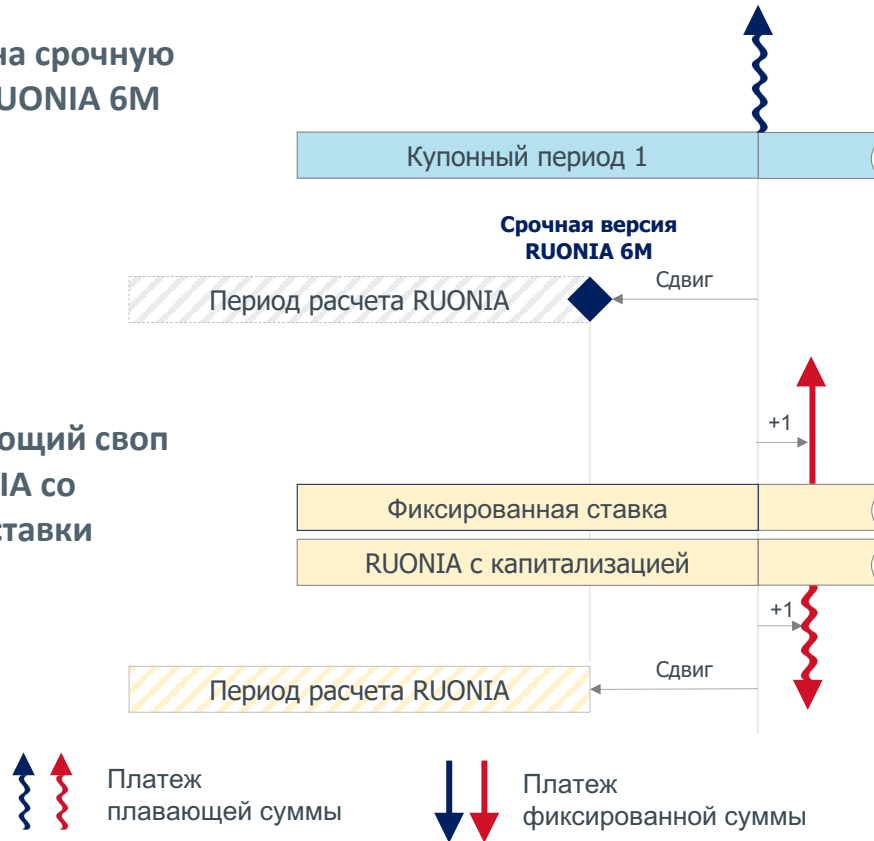 на срочную
UONIA 6M
Купонный период 1
Срочная версия
RUONIA 6M
Сдвиг
Период расчета RUONIA
ющий своп
IA со
ставки
+1
Фиксированная ставка
RUONIA с капитализацией
+1
Сдвиг
Период расчета RUONIA
Платеж
плавающей суммы
Платеж
фиксированной суммы